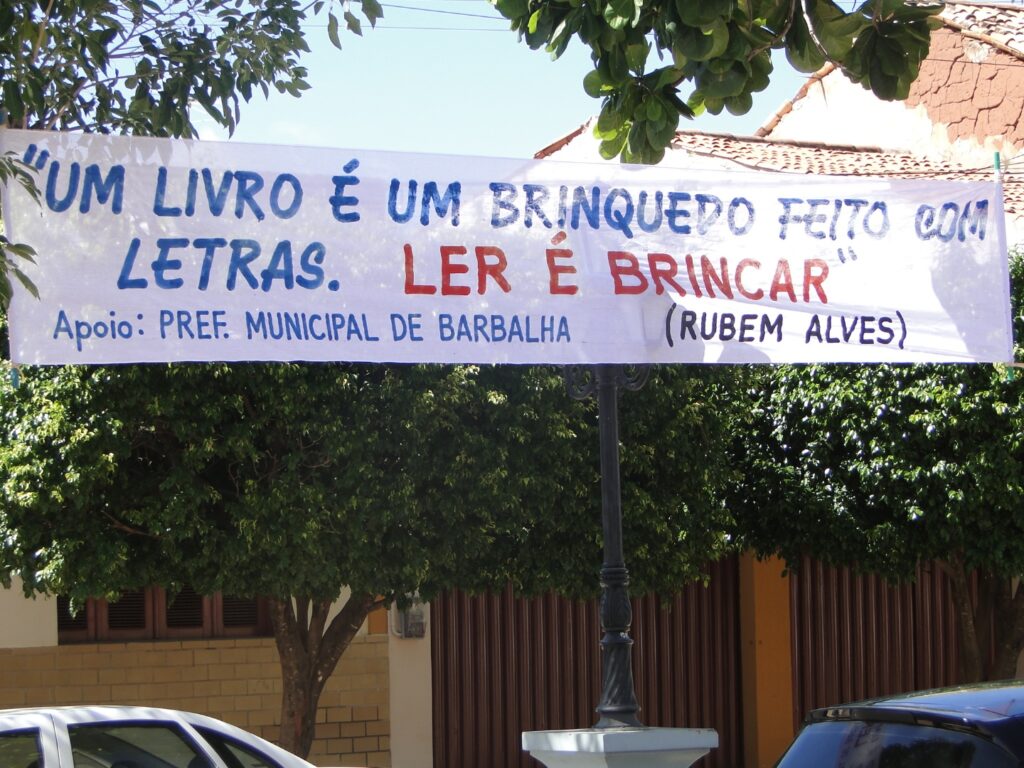 "UM LIVRO É UM BRINQUEDO FEITO COM
LETRAS. LER É BRINCAR"
Apoio: PREF. MUNICIPAL DE BARBALHA (RUBEM ALVES)